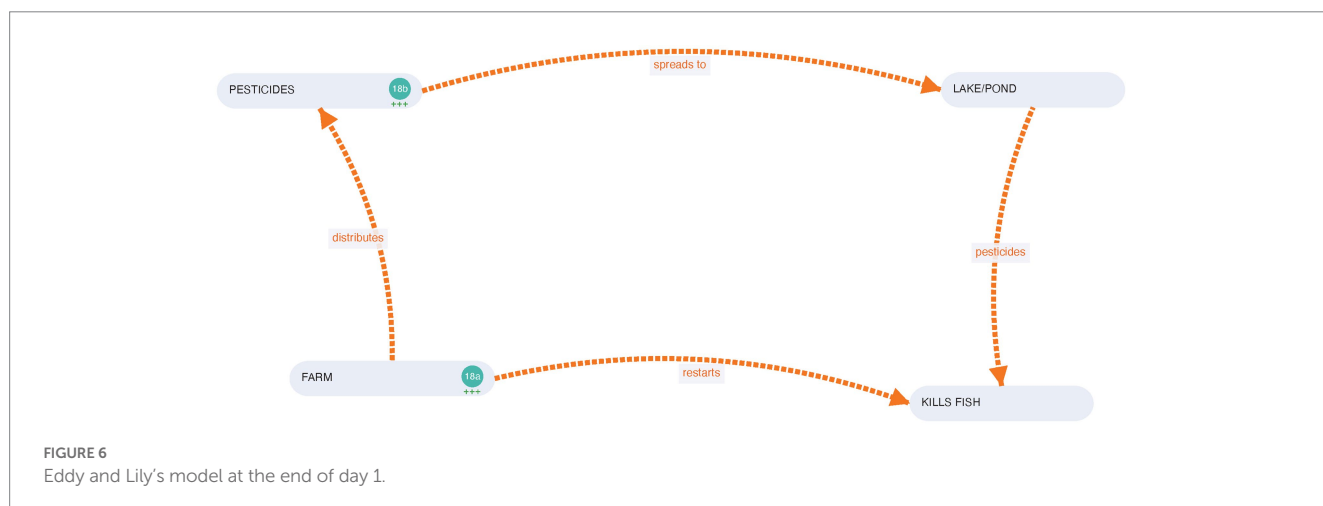 spreads to
PESTICIDES 18b
+++
LAKE/POND
distributes
pesticides
FARM 18a
+++
restarts
KILLS FISH
FIGURE 6
Eddy and Lily's model at the end of day 1.